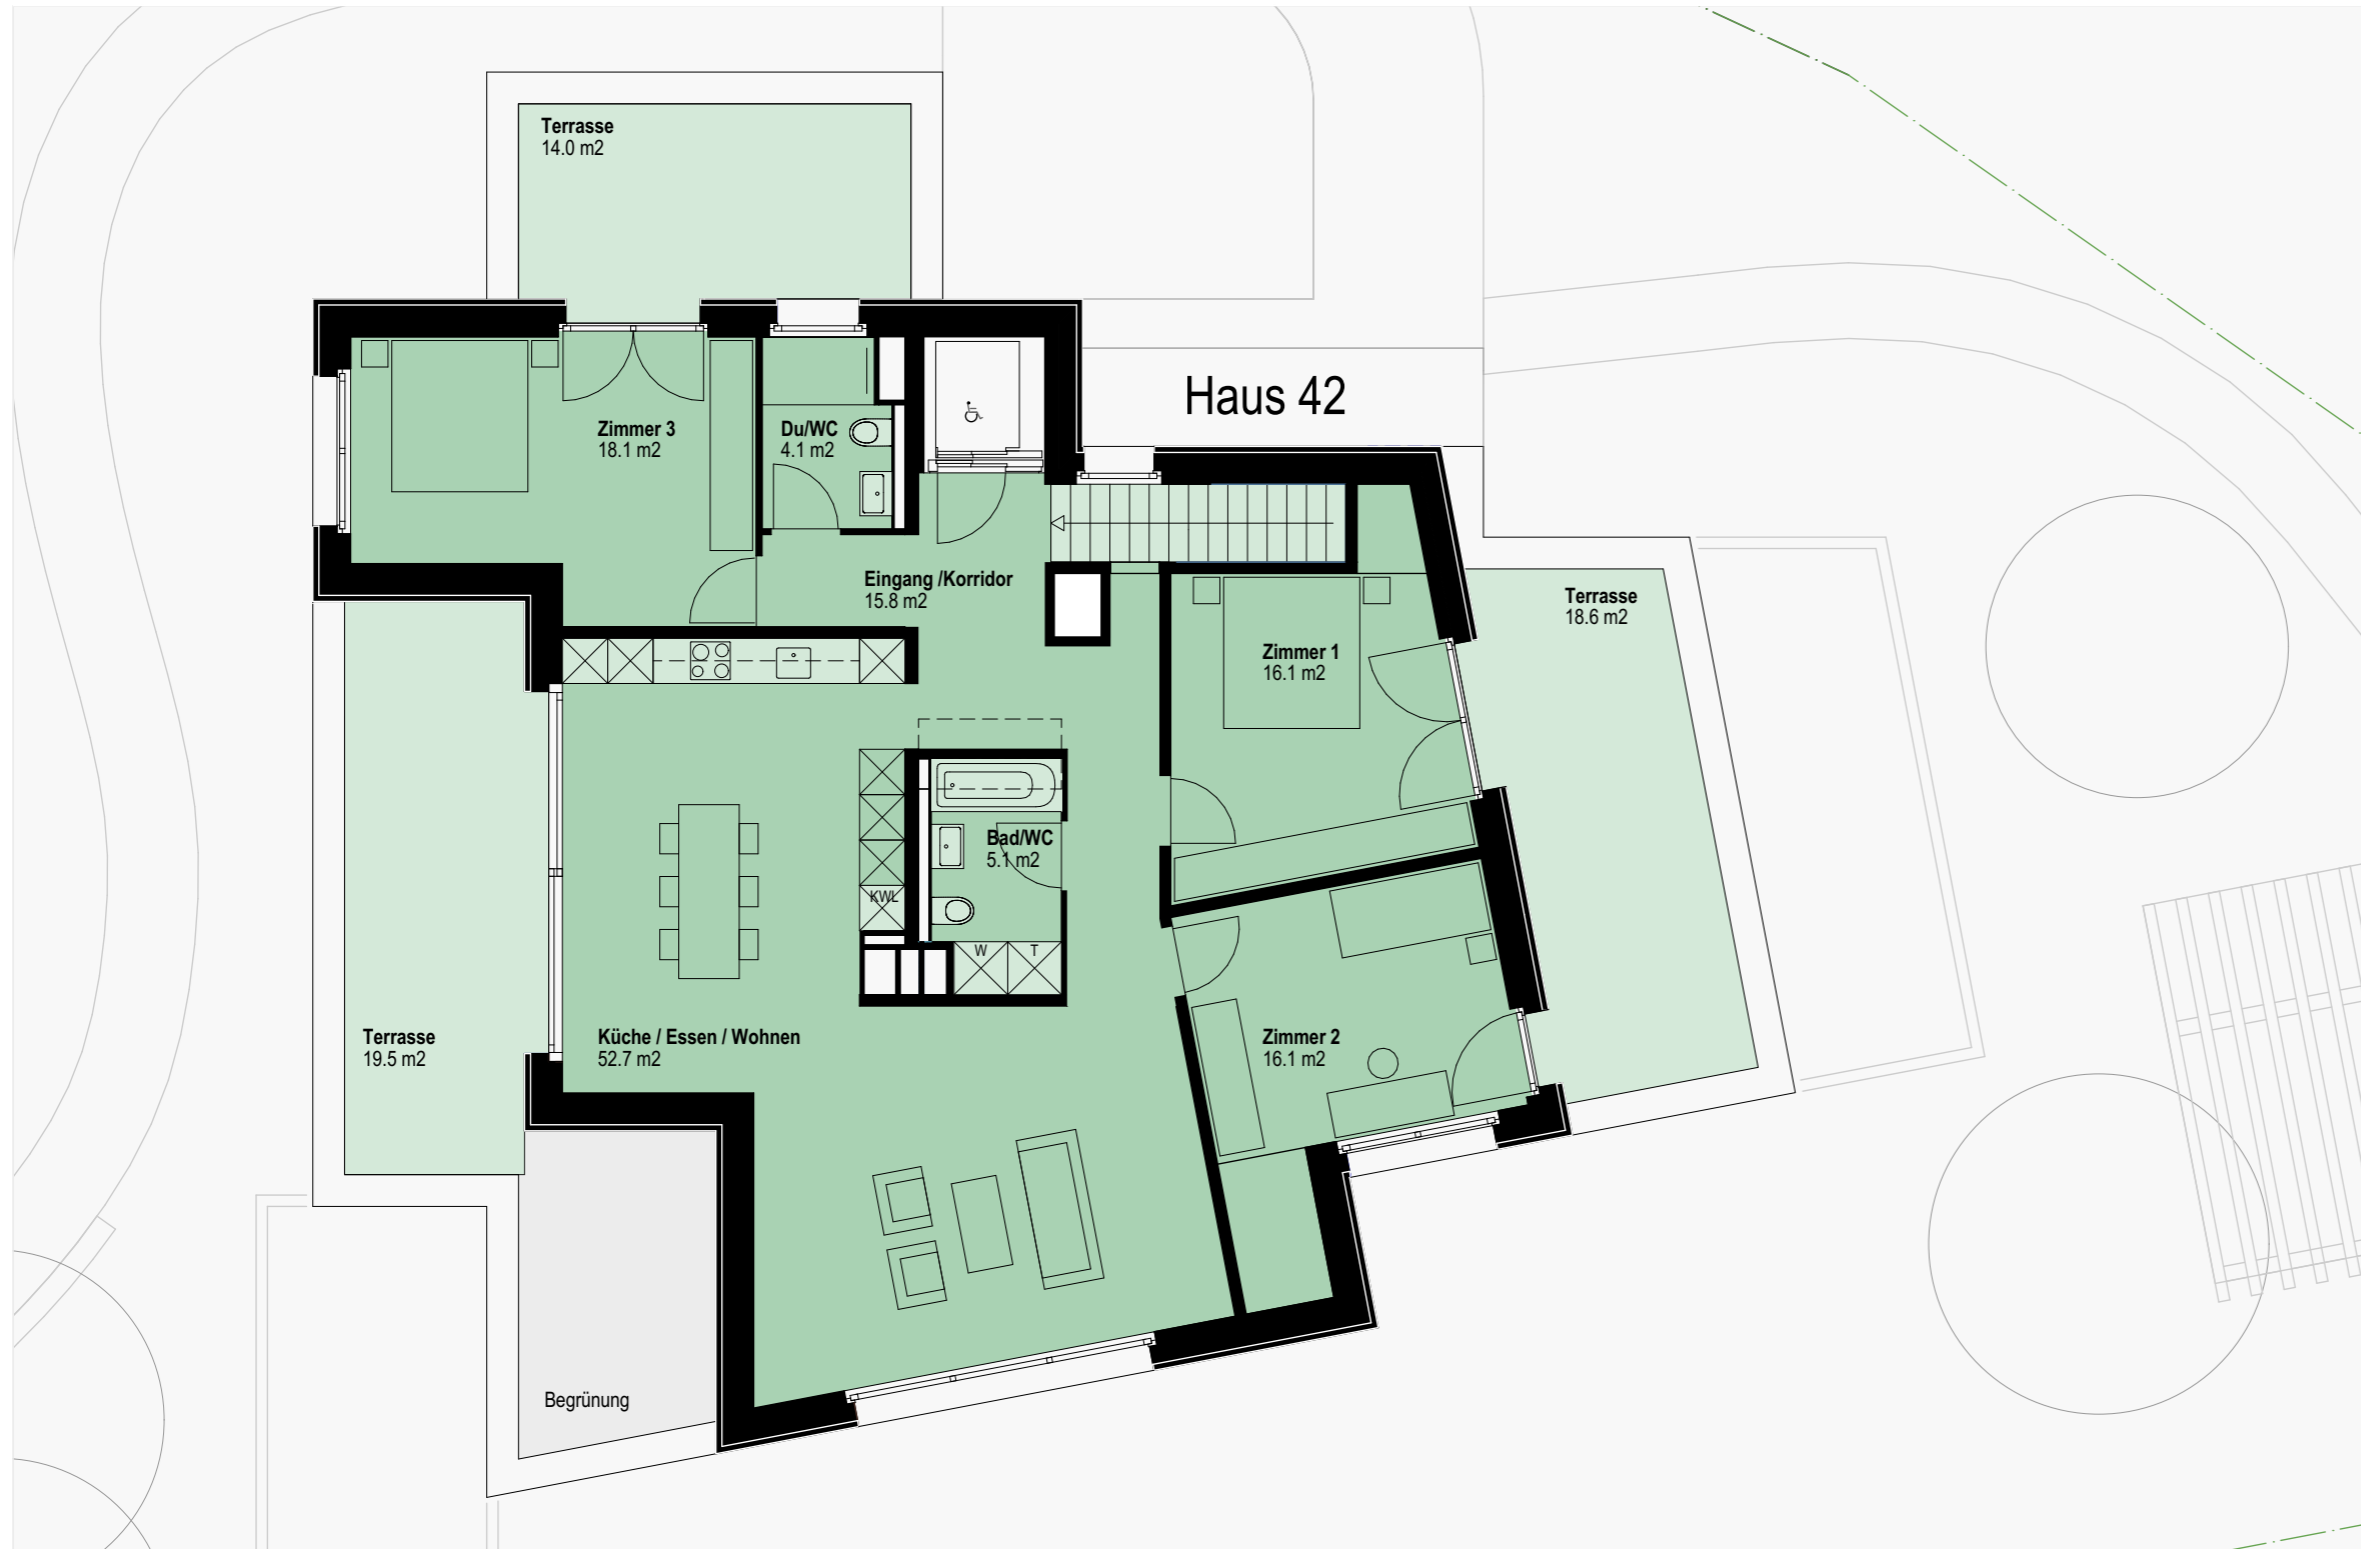 Terrasse
14.0 m2
Haus 42
Zimmer 3
18.1 m2
Du/WC
4.1 m2
Eingang /Korridor
15.8 m2
Terrasse
18.6 m2
Zimmer 1
16.1 m2
Bad/WC
5.1 m2
KWL
W
T
Terrasse
19.5 m2
Küche / Essen / Wohnen
52.7 m2
Zimmer 2
16.1 m2
Begrünung